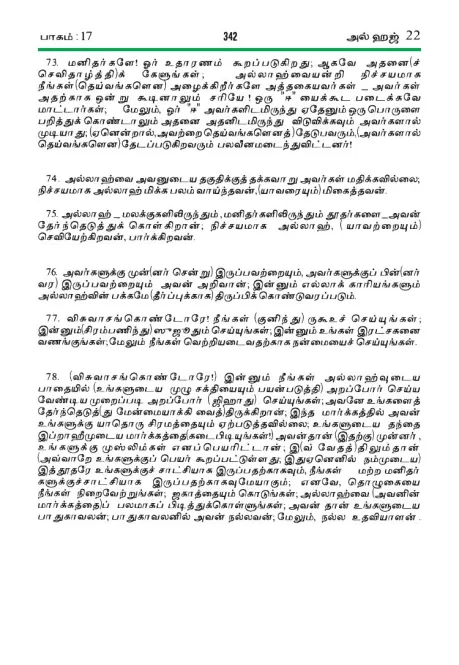 பாகம் : 17 342 அல் ஹஜ் 22
73. மனிதர்களே! ஓர் உதாரணம் கூறப்படுகிறது; ஆகவே அதனை(ச்
செவிதாழ்த்தி)க் கேளுங்கள்; அல்லாஹ்வையன்றி நிச்சயமாக
நீங்கள்(தெய்வங்களென) அழைக்கிறீர்களே அத்தகையவர்கள் _ அவர்கள்
அதற்காக ஒன்று கூடினாலும் சரியே ! ஒரு "ஈ" யைக்கூட படைக்கவே
மாட்டார்கள்; மேலும், ஓர் "ஈ" அவர்களிடமிருந்து ஏதேனும் ஒருபொருளை
பறித்துக் கொண்டாலும் அதனை அதனிடமிருந்து விடுவிக்கவும் அவர்களால்
முடியாது;(ஏனென்றால்,அவற்றை தெய்வங்களெனத்) தேடுபவரும்,(அவர்களால்
தெய்வங்களென)தேடப்படுகிறவரும் பலவீனமடைந்துவிட்டனர்!
74. அல்லாஹ்வை அவனுடைய தகுதிக்குத் தக்கவாறு அவர்கள் மதிக்கவில்லை;
நிச்சயமாக அல்லாஹ் மிக்க பலம் வாய்ந்தவன்,(யாவரையும்) மிகைத்தவன்.
75. அல்லாஹ் _ மலக்குகளிலிருந்தும் , மனிதர்களிலிருந்தும் தூதர்களை _அவன்
தேர்ந்தெடுத்துக் கொள்கிறான்; நிச்சயமாக அல்லாஹ், ( யாவற்றையும்)
செவியேற்கிறவன், பார்க்கிறவன்.
76. அவர்களுக்கு முன்(னர் சென்று) இருப்பவற்றையும், அவர்களுக்குப் பின்(னர்
வர) இருப்பவற்றையும் அவன் அறிவான்; இன்னும் எல்லாக் காரியங்களும்
அல்லாஹ்வின் பக்கமே(தீர்ப்புக்காக)திருப்பிக்கொண்டுவரப்படும்.
77. விசுவாசங்கொண்டோரே! நீங்கள் (குனிந்து) ருகூஉச் செய்யுங்கள்;
இன்னும்(சிரம்பணிந்து)ஸுஜூதும் செய்யுங்கள்;இன்னும் உங்கள் இரட்சகனை
வணங்குங்கள்;மேலும் நீங்கள் வெற்றியடைவதற்காக நன்மையைச் செய்யுங்கள்.
78. (விசுவாசங்கொண்டோரே!) இன்னும் நீங்கள் அல்லாஹ்வுடைய
பாதையில் (உங்களுடைய முழு சக்தியையும் பயன்படுத்தி) அறப்போர் செய்ய
வேண்டியமுறைப்படி அறப்போர் (ஜிஹாது) செய்யுங்கள்;அவனே உங்களைத்
தேர்ந்தெடுத்(து மேன்மையாக்கி வைத்)திருக்கிறான்; இந்த மார்க்கத்தில் அவன்
உங்களுக்கு யாதொரு சிரமத்தையும் ஏற்படுத்தவில்லை; உங்களுடைய தந்தை
இப்றாஹீமுடைய மார்க்கத்தை(கடைபிடியுங்கள்!) அவன்தான் (இதற்கு) முன்னர் ,
உங்களுக்கு முஸ்லிம்கள் எனப்பெயரிட்டான்; இ(வ் வேதத்)திலும்தான்
(அவ்வாறே உங்களுக்குப் பெயர் கூறப்பட்டுள்ளது; இதுஏனெனில் நம்முடைய)
இத்தூதரே உங்களுக்குச் சாட்சியாக இருப்பதற்காகவும், நீங்கள் மற்ற மனிதர்
களுக்குச்சாட்சியாக இருப்பதற்காகவுமேயாகும்; எனவே, தொழுகையை
நீங்கள் நிறைவேற்றுங்கள்; ஜகாத்தையும் கொடுங்கள்;அல்லாஹ்வை (அவனின்
மார்க்கத்தை)ப் பலமாகப் பிடித்துக்கொள்ளுங்கள்; அவன் தான் உங்களுடைய
பாதுகாவலன்; பாதுகாவலனில் அவன் நல்லவன்;மேலும், நல்ல உதவியாளன் .